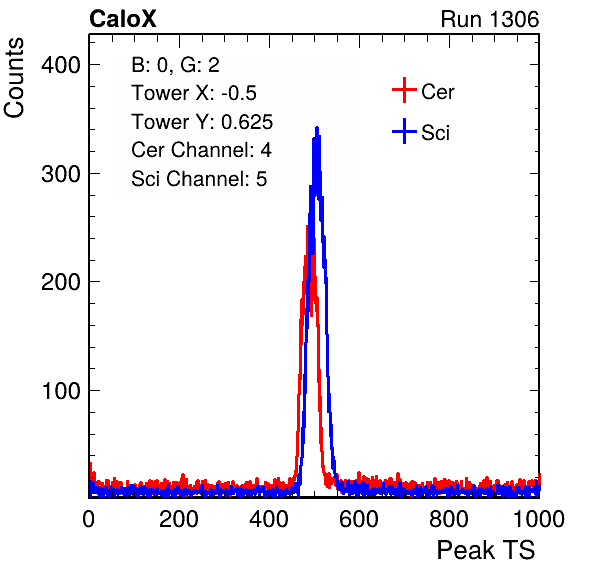 CaloX Run 1306
Counts
400
300
200
100
B: 0, G: 2
Tower X: -0.5
Tower Y: 0.625
Cer Channel: 4
Sci Channel: 5
Cer
Sci
0 200 400 600 800 1000
Peak TS